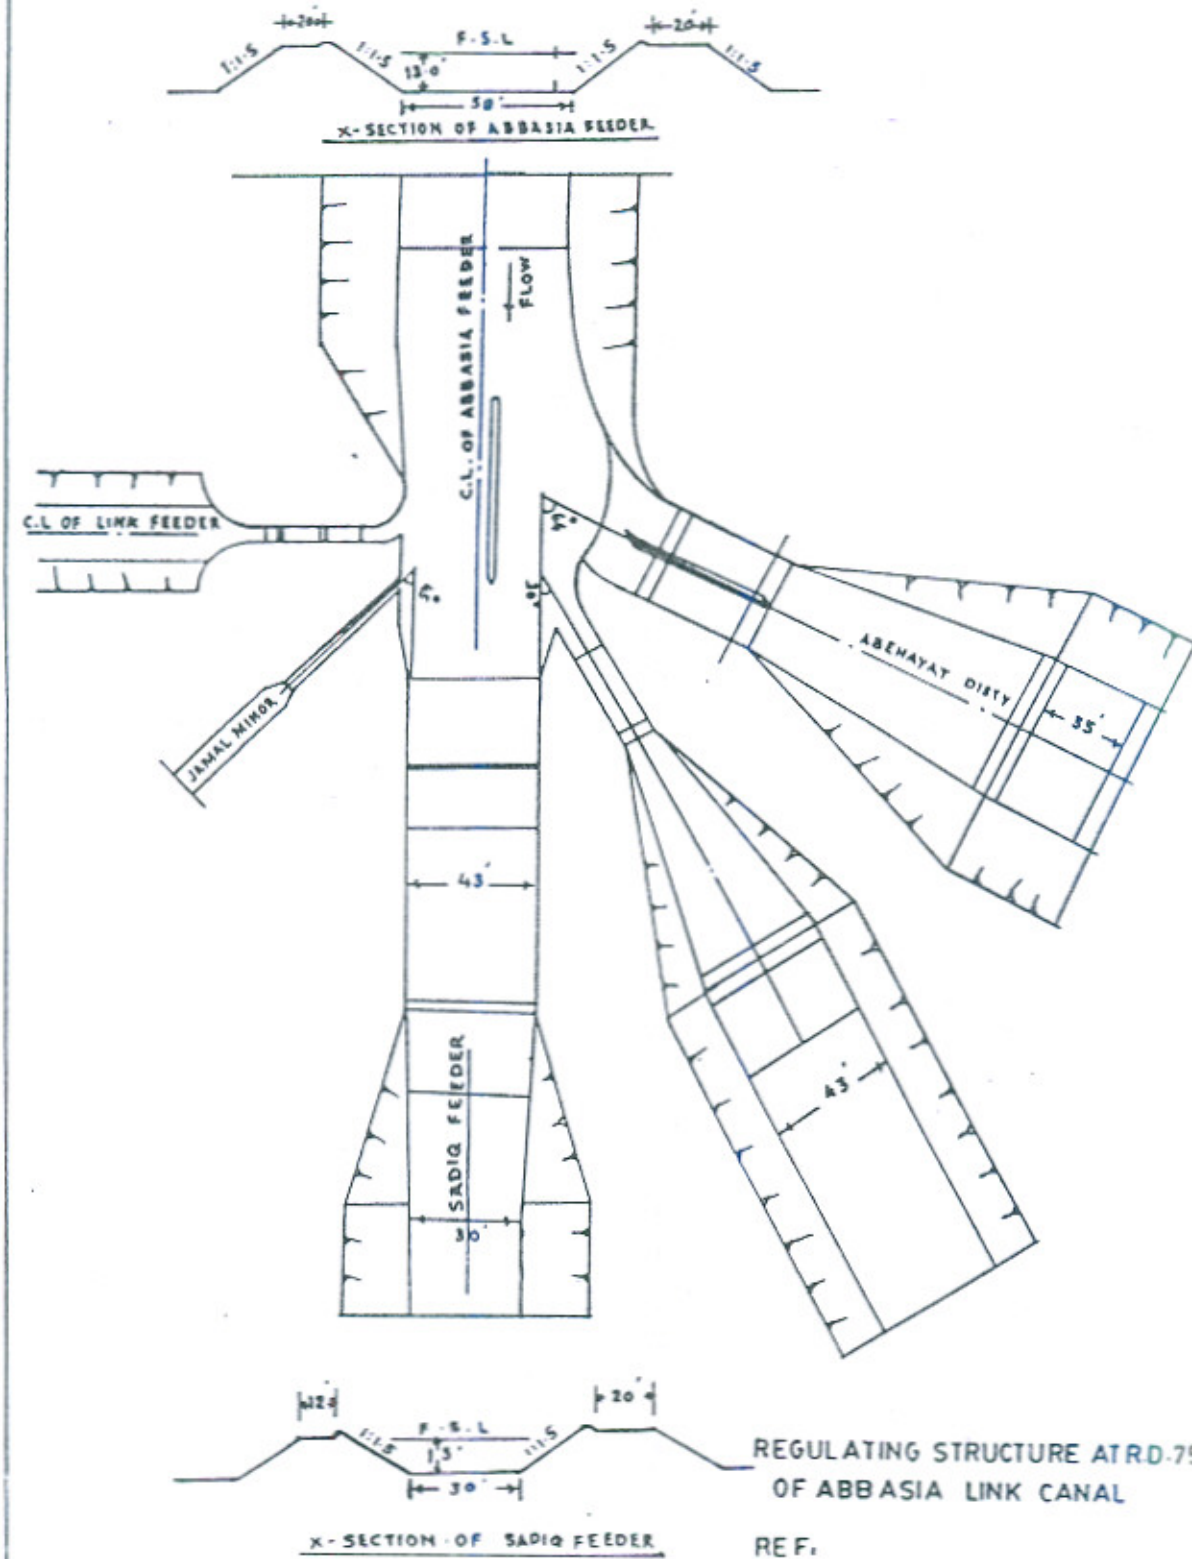 20'
20'
1:1·5
1:1·5
F·S·L
1:1·5
1:1·5
13·0'
50'
X-SECTION OF ABBASIA FEEDER
C.L. OF ABBASIA FEEDER
FLOW
C.L OF LINK FEEDER
JAMAL MINOR
ABEHAYAT DISTY
35'
43'
43'
SADIQ FEEDER
30'
12'
20'
F·S·L
1:1·5
1:1·5
30'
X-SECTION OF SADIQ FEEDER
REGULATING STRUCTURE AT R.D-75
OF ABBASIA LINK CANAL
REF: